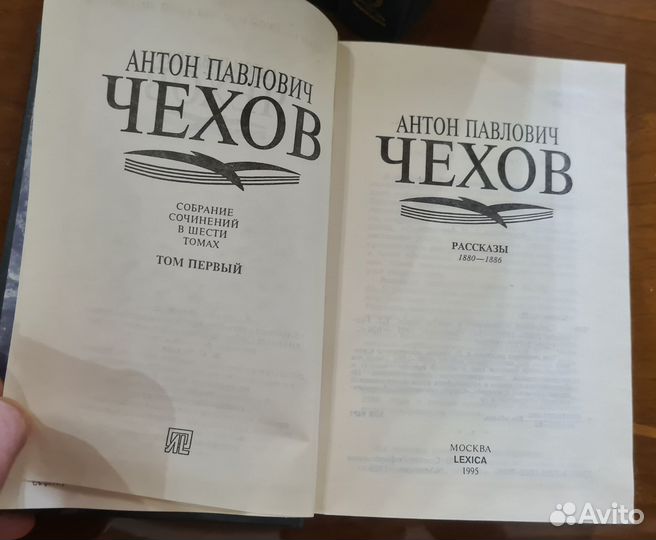 АНТОН ПАВЛОВИЧ
ЧЕХОВ
СОБРАНИЕ
СОЧИНЕНИЙ
В ШЕСТИ
ТОМАХ
ТОМ ПЕРВЫЙ
АНТОН ПАВЛОВИЧ
ЧЕХОВ
РАССКАЗЫ
1880—1886
МОСКВА
LEXICA
1995
Avito